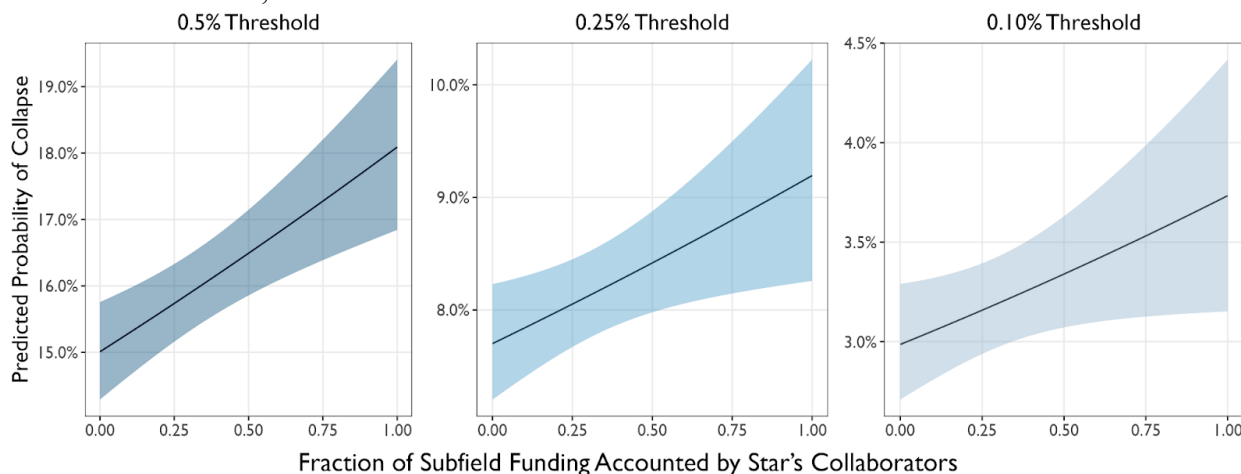 0.5% Threshold
0.25% Threshold
0.10% Threshold
Predicted Probability of Collapse
19.0%
18.0%
17.0%
16.0%
15.0%
10.0%
9.0%
8.0%
4.5%
4.0%
3.5%
3.0%
0.00 0.25 0.50 0.75 1.00
0.00 0.25 0.50 0.75 1.00
0.00 0.25 0.50 0.75 1.00
Fraction of Subfield Funding Accounted by Star's Collaborators